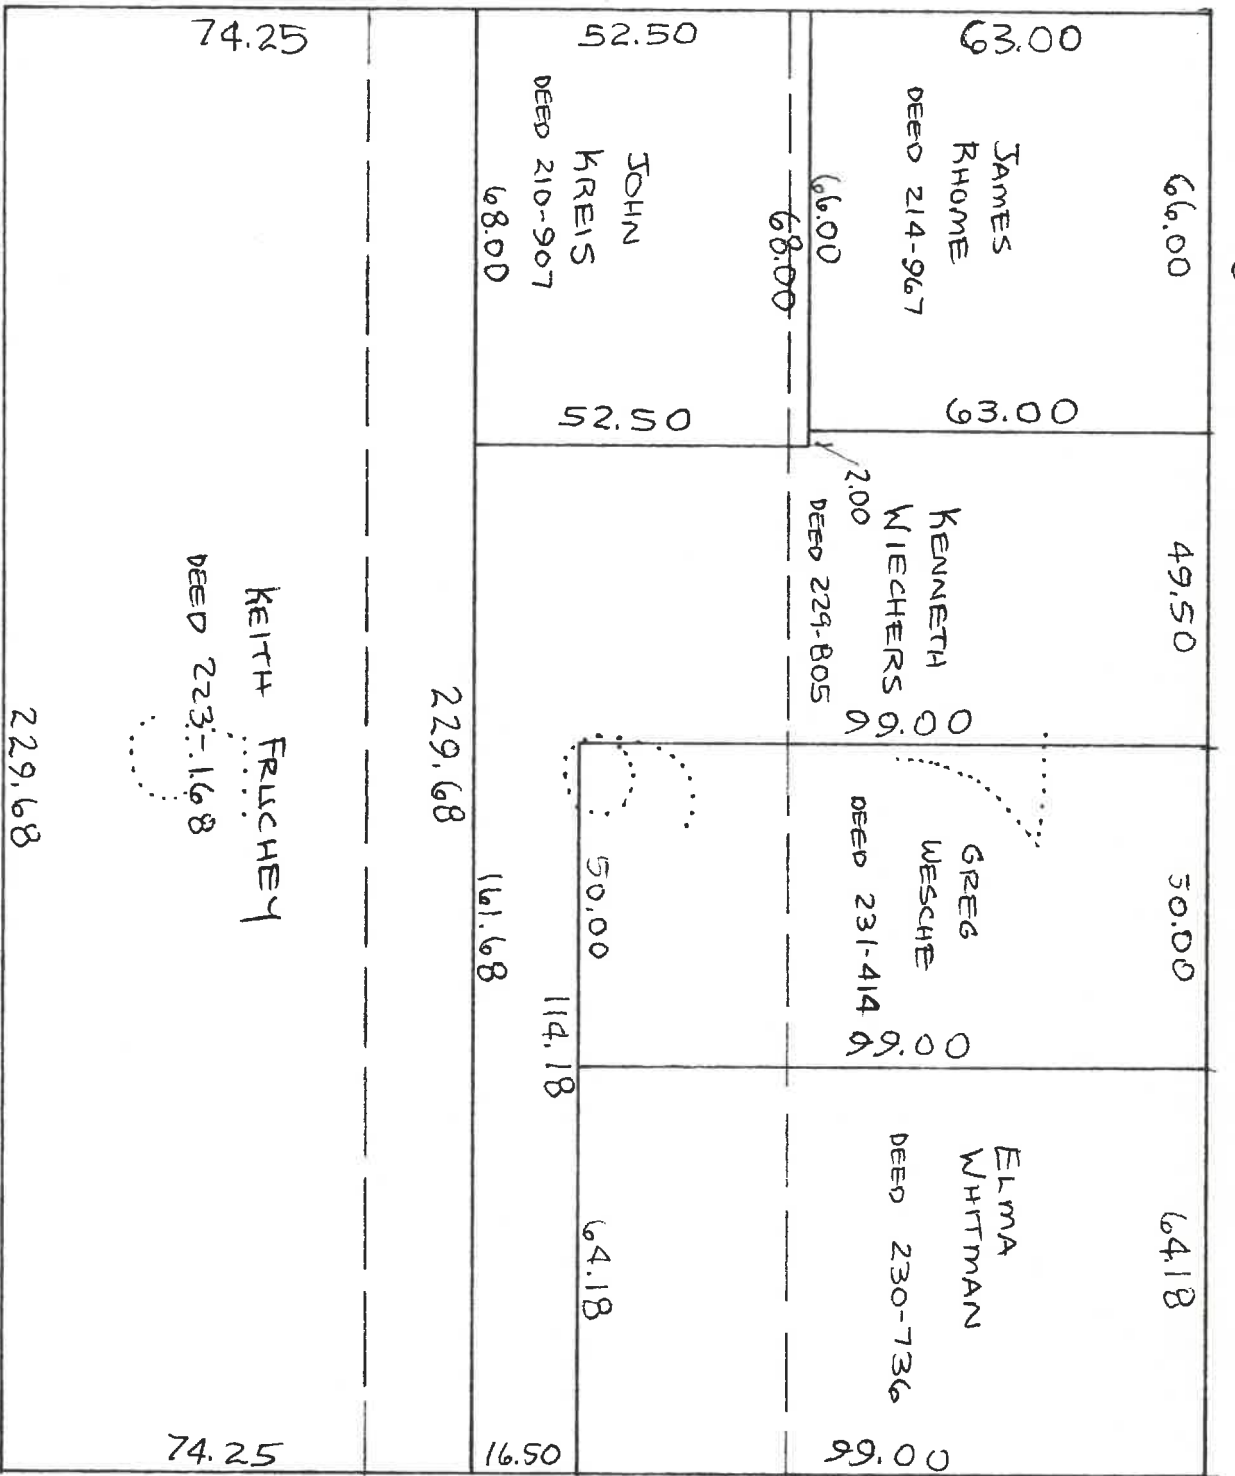 74.25
52.50
63.00
JAMES
RHOME
DEED 214-967
66.00
66.00
63.00
JOHN
KREIS
DEED 210-907
68.00
68.00
52.50
2.00
KENNETH
WIECHERS
DEED 229-805
49.50
99.00
GREG
WESCHE
DEED 231-414
50.00
50.00
99.00
ELMA
WHITMAN
DEED 230-736
64.18
64.18
99.00
114.18
161.68
16.50
229.68
KEITH FRUCHEY
DEED 223-168
229.68
74.25